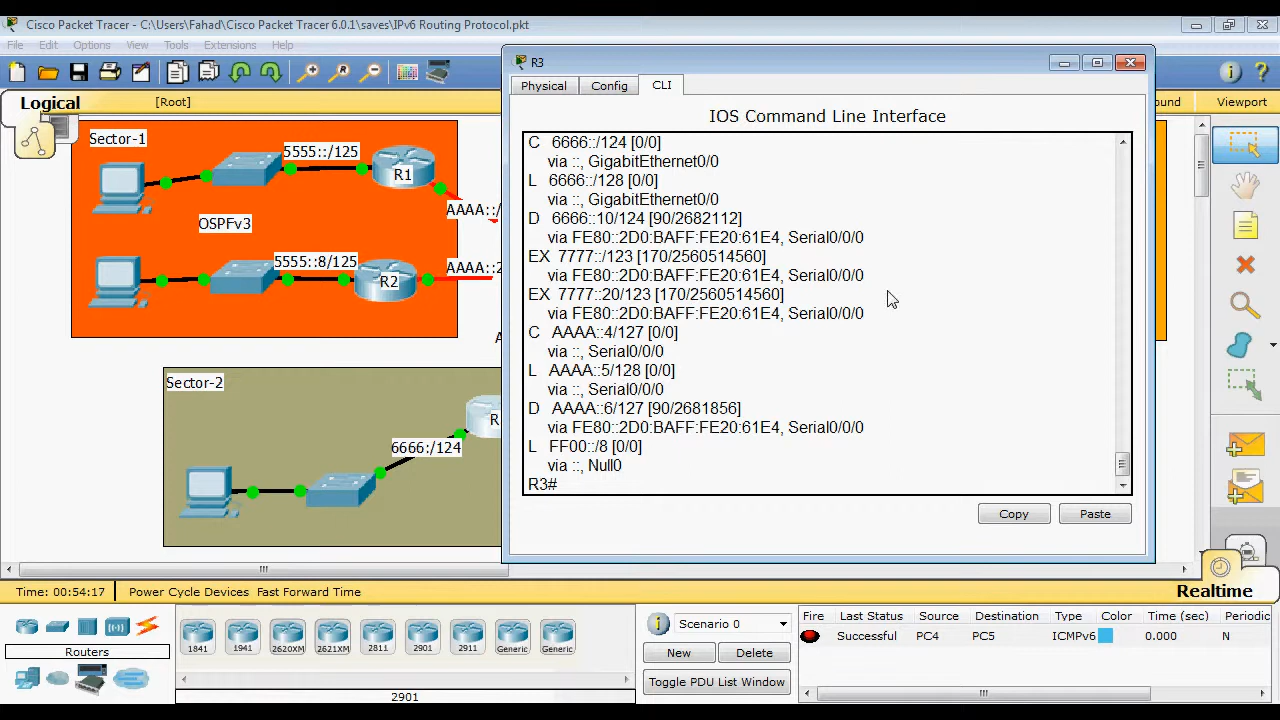 Cisco Packet Tracer - C:\Users\Fahad\Cisco Packet Tracer 6.0.1\saves\IPv6 Routing Protocol.pkt
File Edit Options View Tools Extensions Help
Logical [Root] Viewport
Sector-1
5555::/125
R1
AAAA::/
OSPFv3
5555::8/125
R2
AAAA::2
Sector-2
6666:/124
R3
Physical Config CLI
IOS Command Line Interface
C 6666::/124 [0/0]
via ::, GigabitEthernet0/0
L 6666::/128 [0/0]
via ::, GigabitEthernet0/0
D 6666::10/124 [90/2682112]
via FE80::2D0:BAFF:FE20:61E4, Serial0/0/0
EX 7777::/123 [170/2560514560]
via FE80::2D0:BAFF:FE20:61E4, Serial0/0/0
EX 7777::20/123 [170/2560514560]
via FE80::2D0:BAFF:FE20:61E4, Serial0/0/0
C AAAA::4/127 [0/0]
via ::, Serial0/0/0
L AAAA::5/128 [0/0]
via ::, Serial0/0/0
D AAAA::6/127 [90/2681856]
via FE80::2D0:BAFF:FE20:61E4, Serial0/0/0
L FF00::/8 [0/0]
via ::, Null0
R3#
Copy Paste
Time: 00:54:17 Power Cycle Devices Fast Forward Time Realtime
Routers
1841 1941 2620XM 2621XM 2811 2901 2911 Generic Generic
2901
Scenario 0
New Delete
Toggle PDU List Window
Fire Last Status Source Destination Type Color Time (sec) Periodic
Successful PC4 PC5 ICMPv6 0.000 N